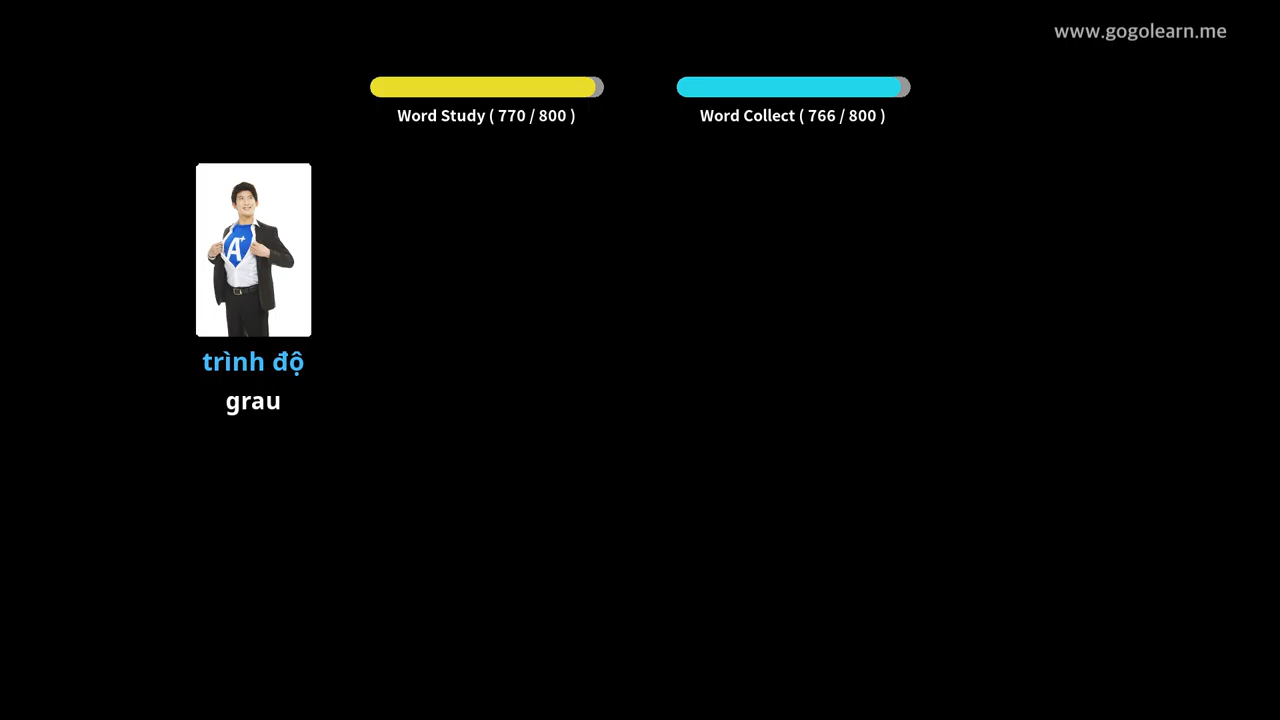 www.gogolearn.me
Word Study ( 770 / 800 )
Word Collect ( 766 / 800 )
A+
trình độ
grau